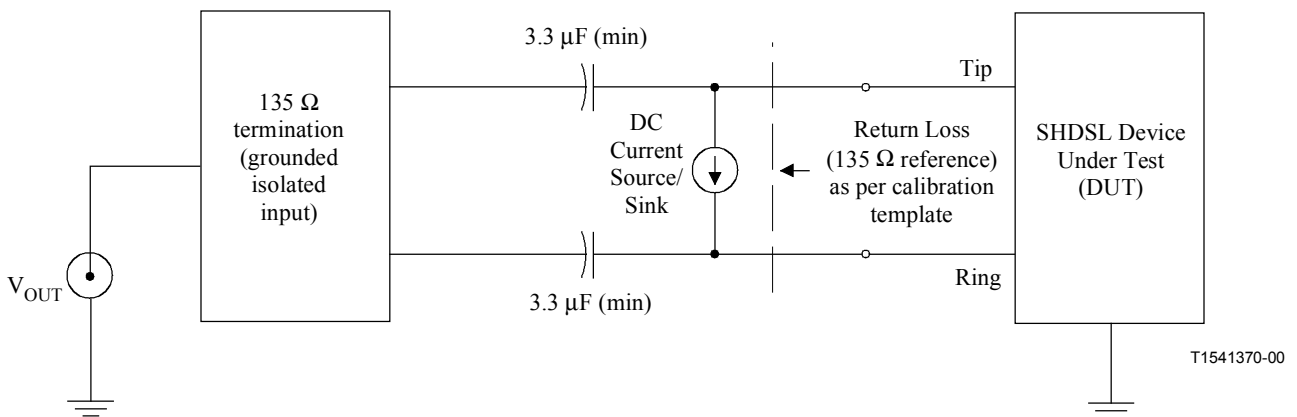 3.3 µF (min)
Tip
135 Ω
termination
(grounded
isolated
input)
DC
Current
Source/
Sink
Return Loss
(135 Ω reference)
as per calibration
template
SHDSL Device
Under Test
(DUT)
V_OUT
3.3 µF (min)
Ring
T1541370-00